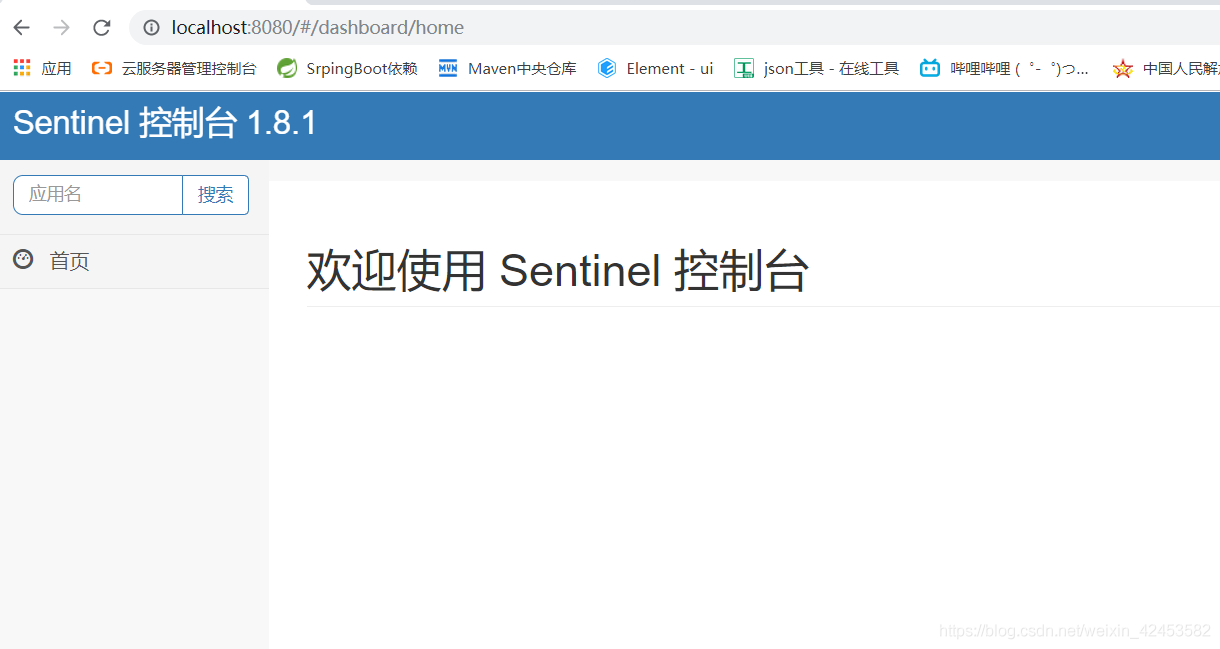 localhost:8080/#/dashboard/home
应用 云服务器管理控制台 SrpingBoot依赖 MVN Maven中央仓库 Element - ui json工具 - 在线工具 哔哩哔哩 ( ゜- ゜)つ... 中国人民解
Sentinel 控制台 1.8.1
应用名 搜索
首页
欢迎使用 Sentinel 控制台
https://blog.csdn.net/weixin_42453582